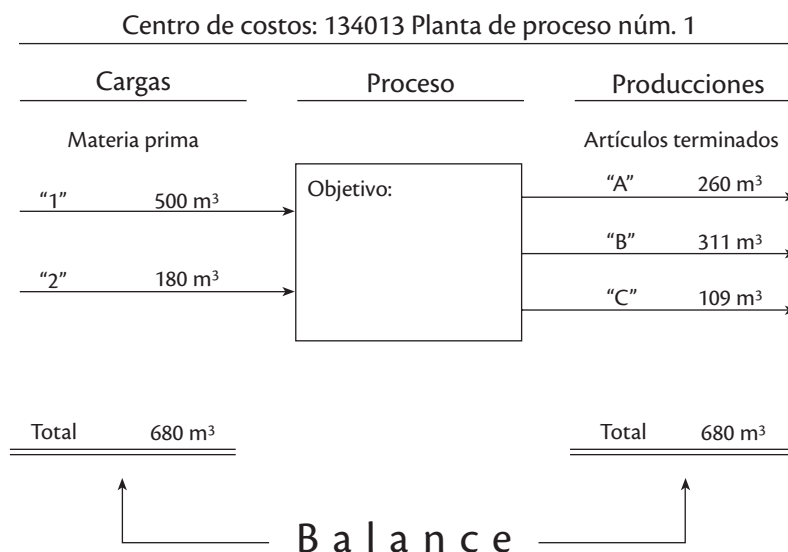 Centro de costos: 134013 Planta de proceso núm. 1
Cargas Proceso Producciones
Materia prima Artículos terminados
Objetivo:
“1” 500 m³
“2” 180 m³
“A” 260 m³
“B” 311 m³
“C” 109 m³
Total 680 m³ Total 680 m³
Balance